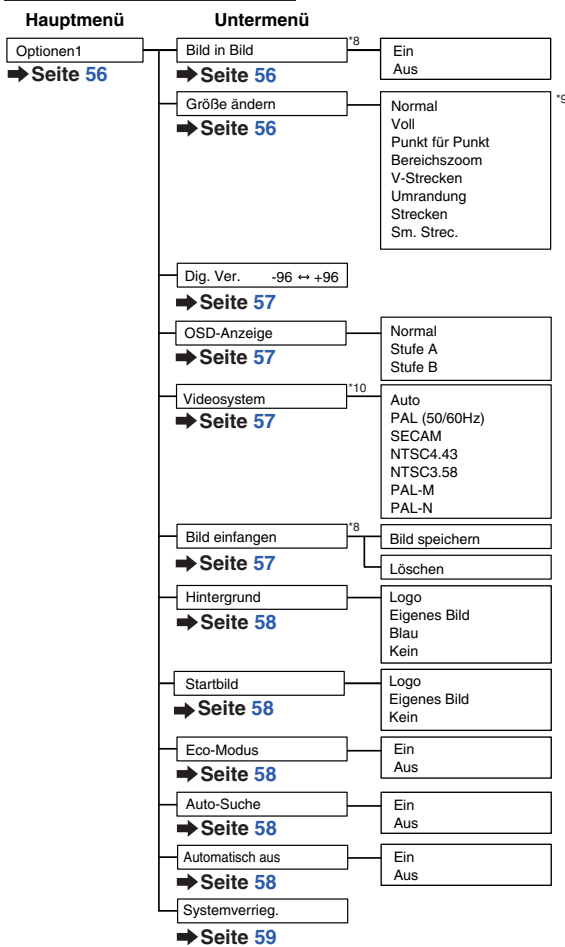 Hauptmenü Untermenü
Optionen1
Seite 56
Bild in Bild *8
Seite 56
Ein
Aus
Größe ändern
Seite 56
Normal *9
Voll
Punkt für Punkt
Bereichszoom
V-Strecken
Umrandung
Strecken
Sm. Strec.
Dig. Ver. -96 ↔ +96
Seite 57
OSD-Anzeige
Seite 57
Normal
Stufe A
Stufe B
Videosystem *10
Seite 57
Auto
PAL (50/60Hz)
SECAM
NTSC4.43
NTSC3.58
PAL-M
PAL-N
Bild einfangen *8
Seite 57
Bild speichern
Löschen
Hintergrund
Seite 58
Logo
Eigenes Bild
Blau
Kein
Startbild
Seite 58
Logo
Eigenes Bild
Kein
Eco-Modus
Seite 58
Ein
Aus
Auto-Suche
Seite 58
Ein
Aus
Automatisch aus
Seite 58
Ein
Aus
Systemverrieg.
Seite 59